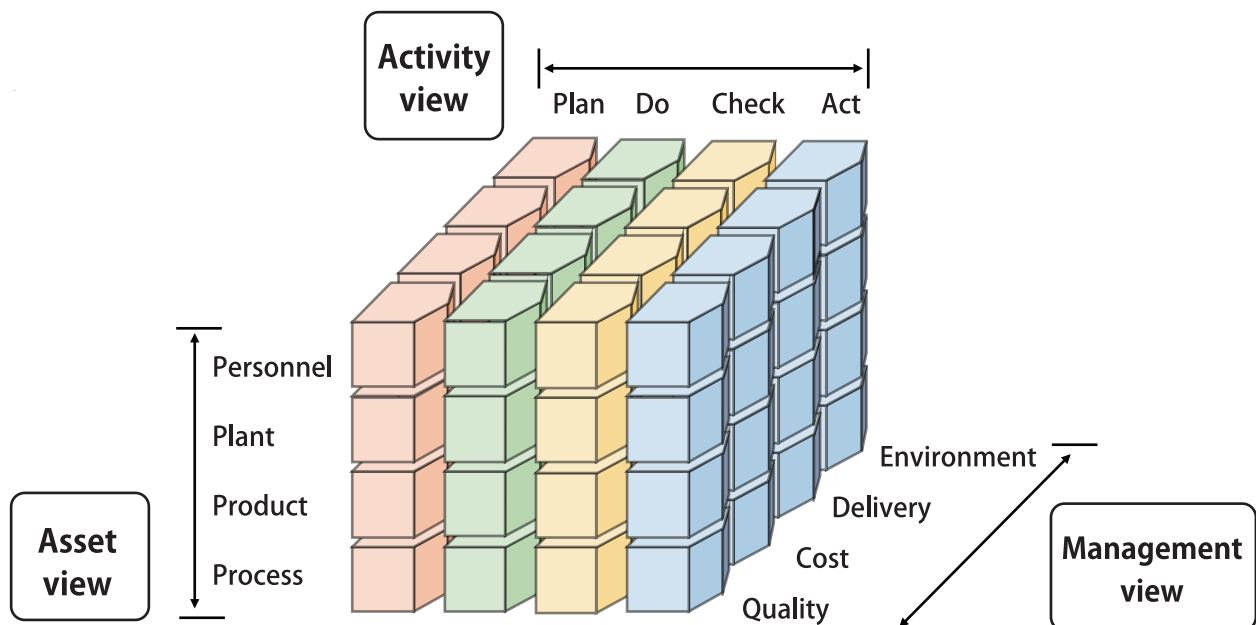 Activity
view
Plan Do Check Act
Personnel
Plant
Product
Process
Asset
view
Environment
Delivery
Cost
Quality
Management
view